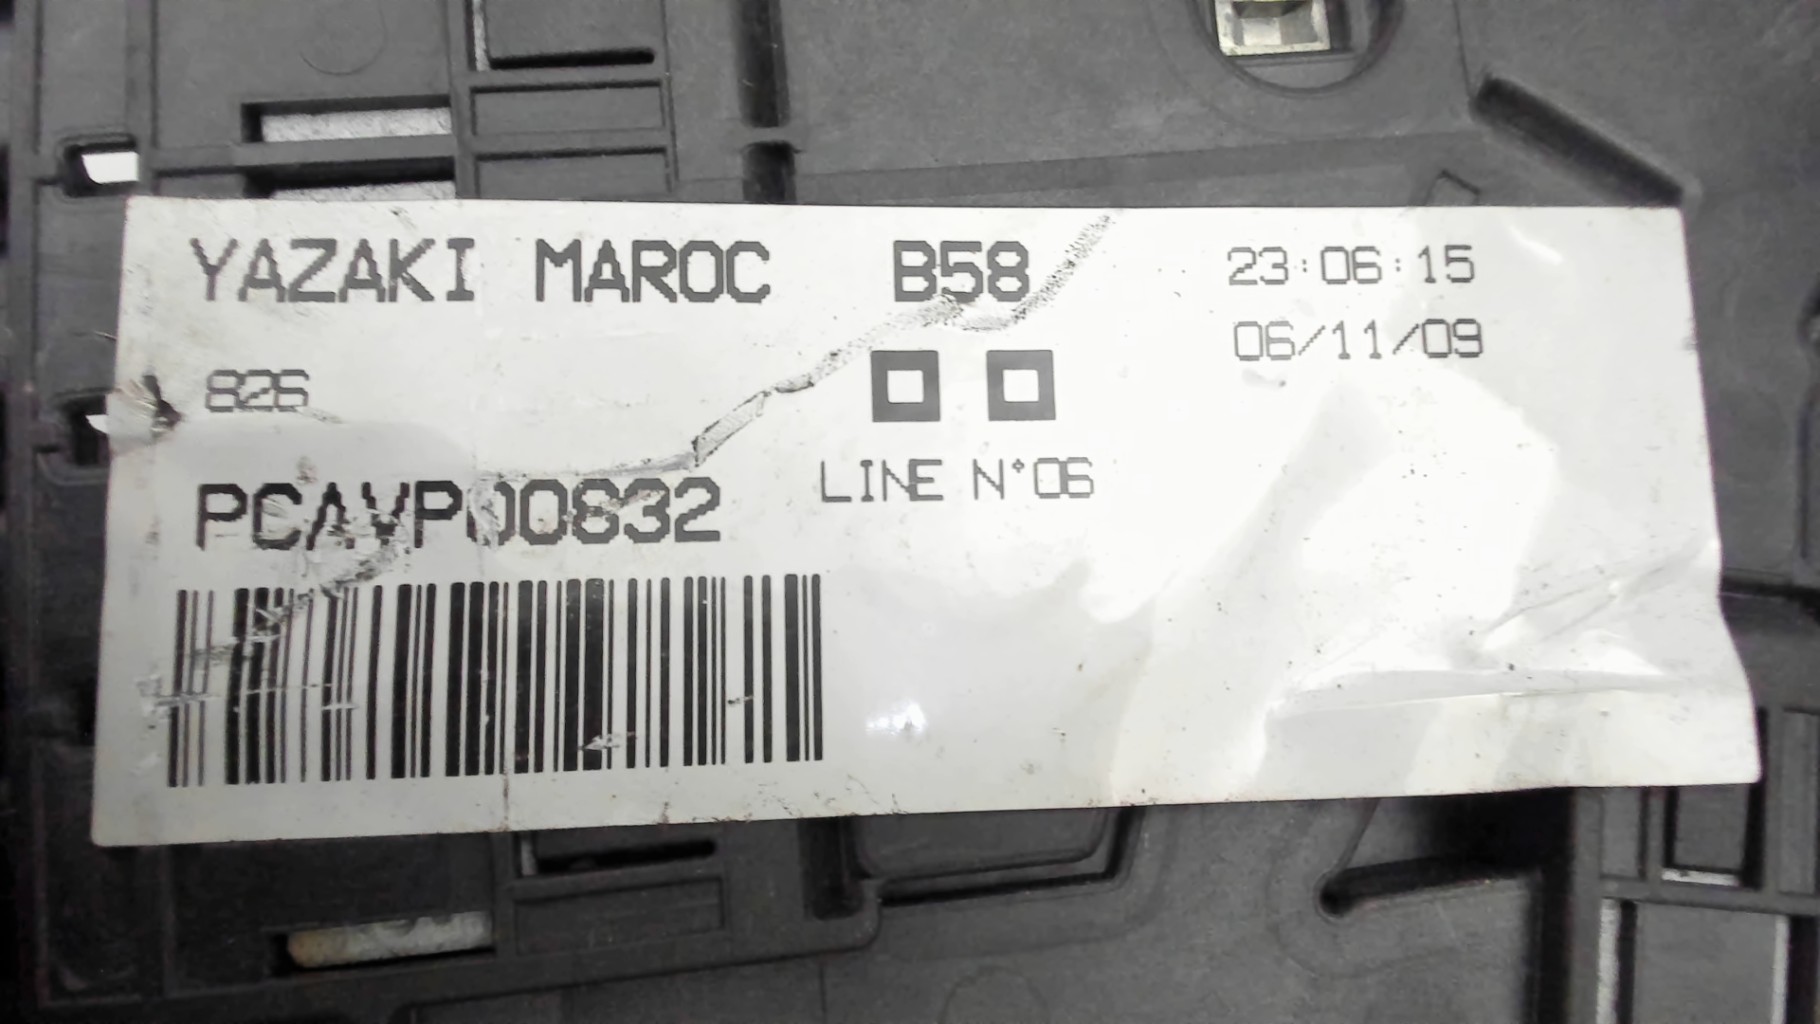 YAZAKI MAROC B58 23:06:15
06/11/09
826
LINE N°06
PCAVP00832